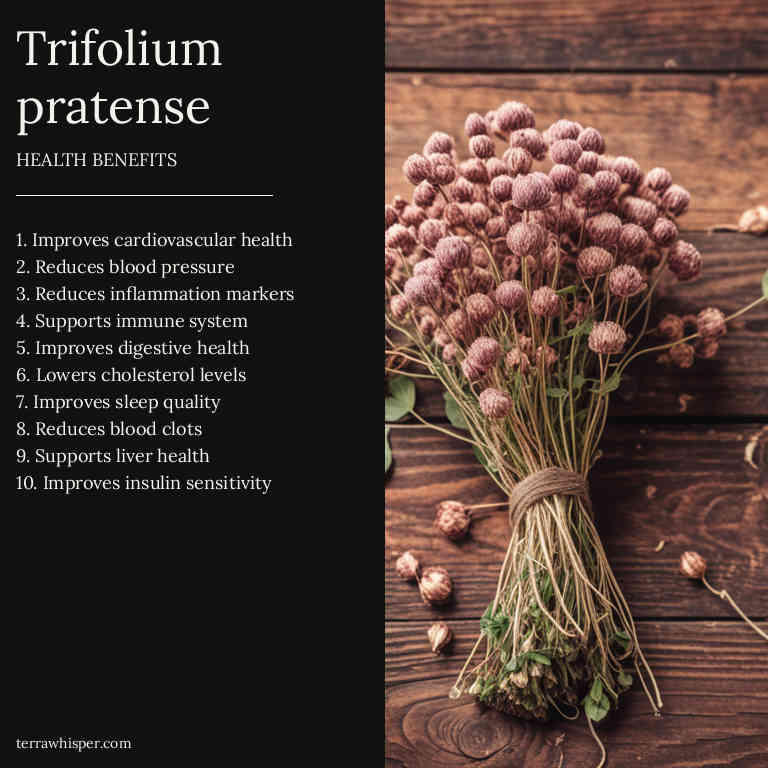 Trifolium
pratense
HEALTH BENEFITS
1. Improves cardiovascular health
2. Reduces blood pressure
3. Reduces inflammation markers
4. Supports immune system
5. Improves digestive health
6. Lowers cholesterol levels
7. Improves sleep quality
8. Reduces blood clots
9. Supports liver health
10. Improves insulin sensitivity
terrawhisper.com